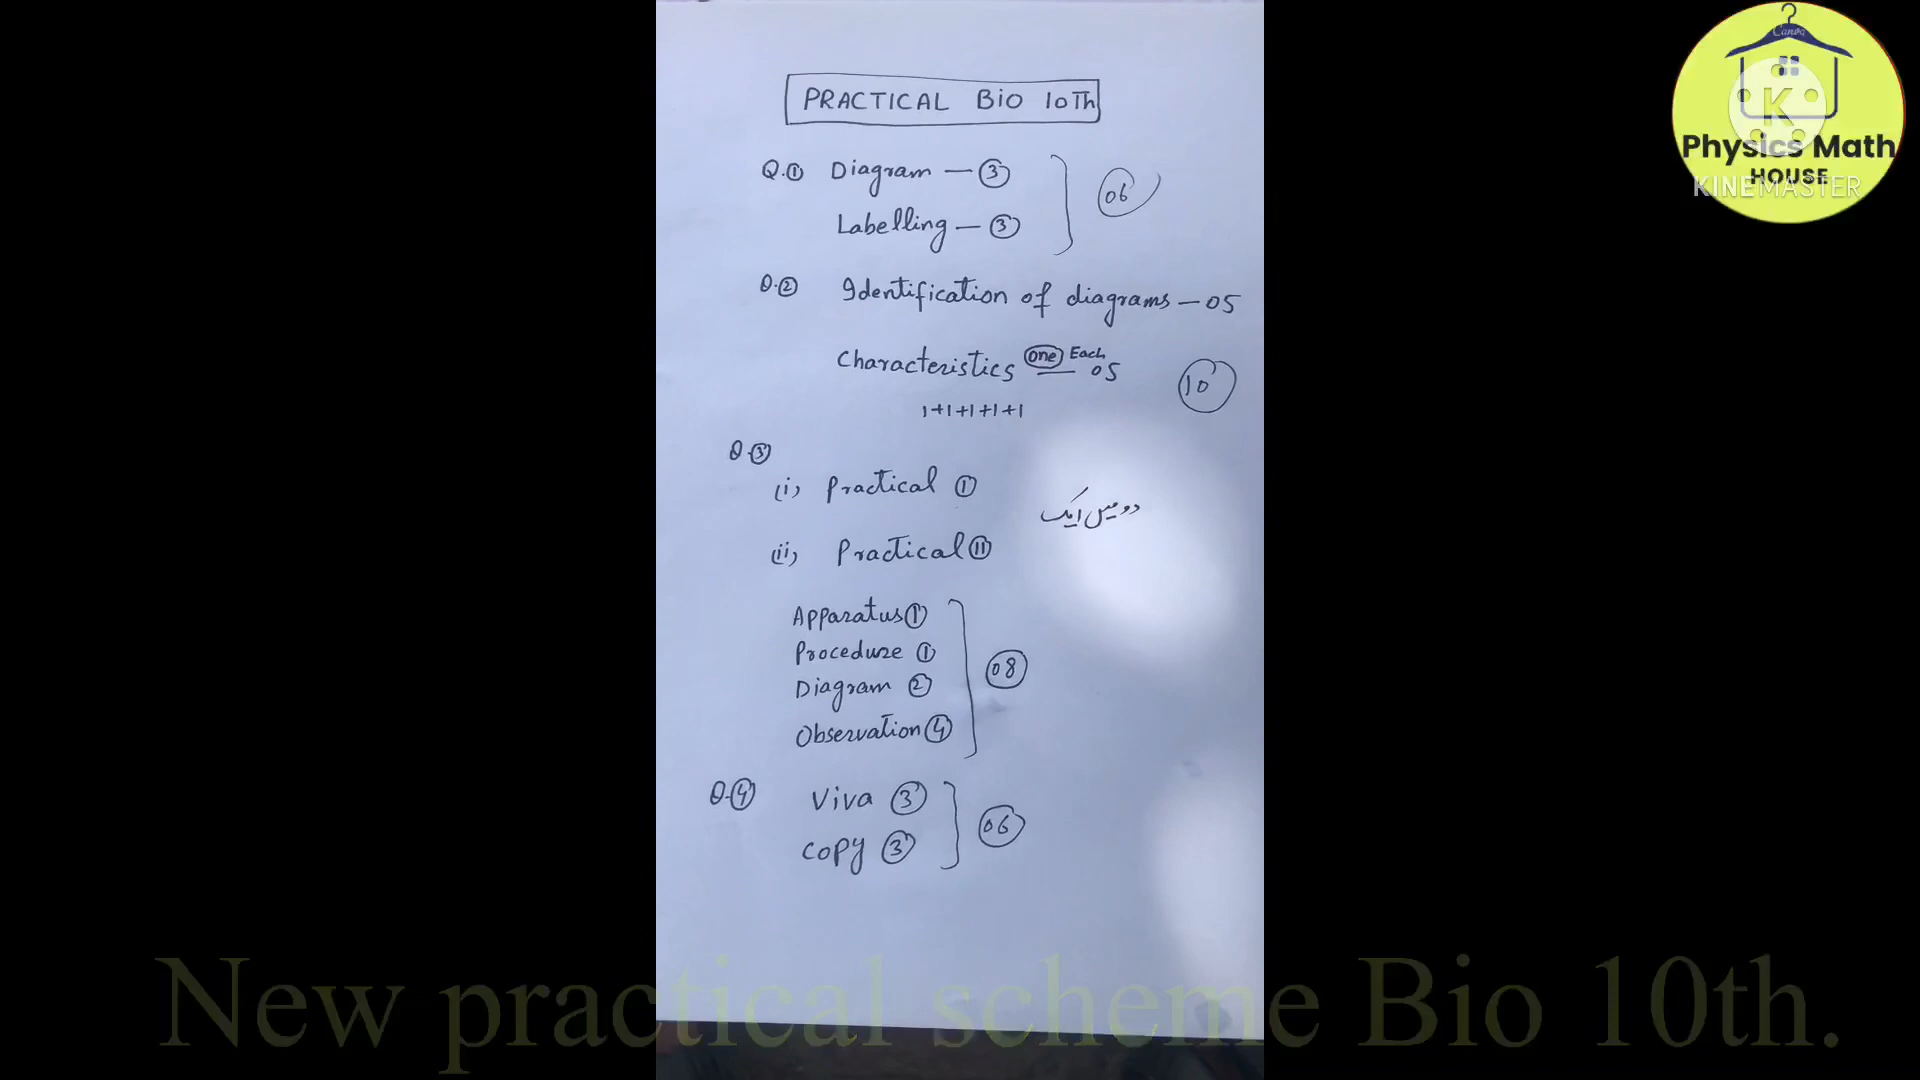 PRACTICAL Bio 10Th
Q.① Diagram — ③
06
Labelling — ③
Q.② Identification of diagrams — 05
Characteristics one Each 05
10
1+1+1+1+1
Q.③
(i) Practical ①
دو میں ایک
(ii) Practical ⑪
Apparatus ①
Procedure ①
08
Diagram ②
Observation ④
Q.④ Viva ③
06
Copy ③
New practical scheme Bio 10th.
Canva
K
Physics Math
HOUSE
KINEMASTER